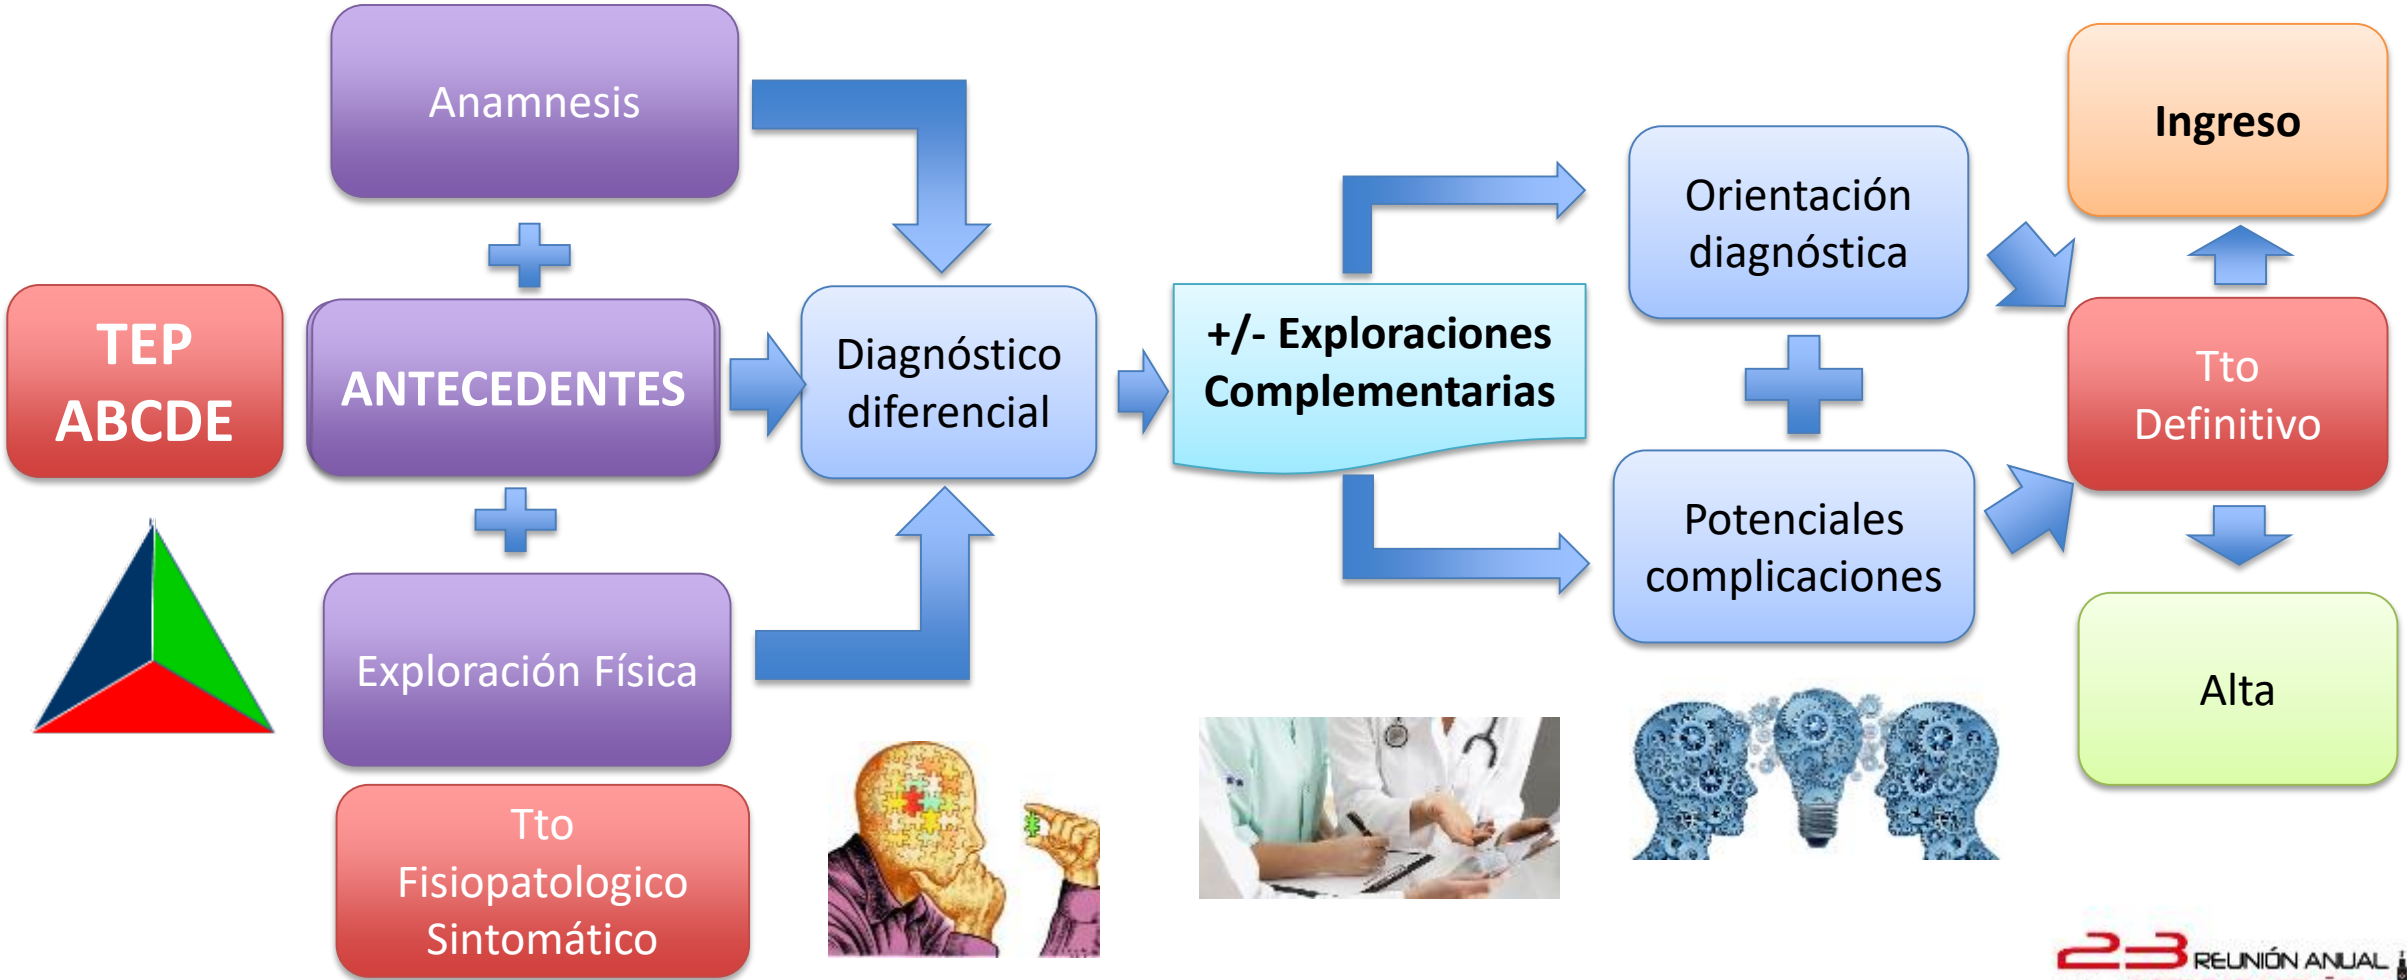 TEP
ABCDE
Anamnesis
ANTECEDENTES
Exploración Física
Tto
Fisiopatologico
Sintomático
Diagnóstico
diferencial
+/- Exploraciones
Complementarias
Orientación
diagnóstica
Potenciales
complicaciones
Ingreso
Tto
Definitivo
Alta
23 REUNIÓN ANUAL